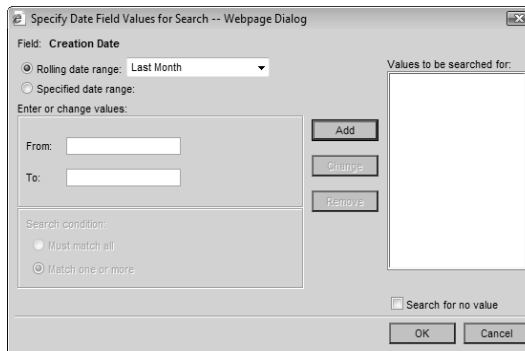 Specify Date Field Values for Search -- Webpage Dialog
Field: Creation Date
Rolling date range: Last Month
Values to be searched for:
Specified date range:
Enter or change values:
Add
From:
Change
To:
Remove
Search condition:
Must match all
Match one or more
Search for no value
OK Cancel